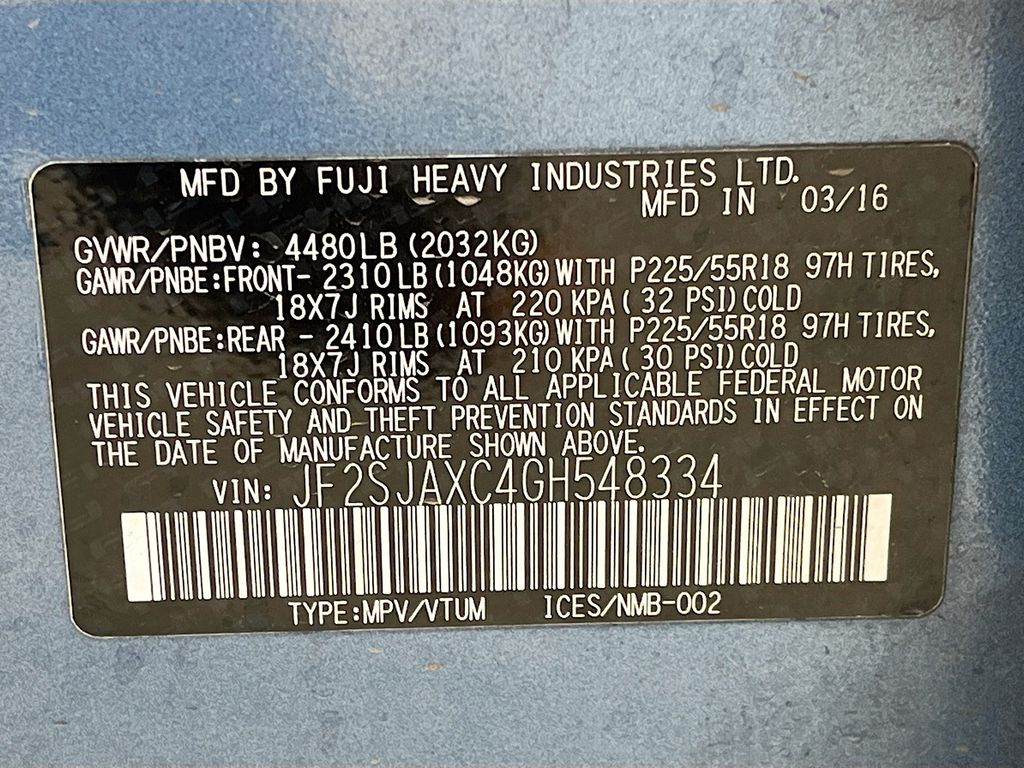 MFD BY FUJI HEAVY INDUSTRIES LTD.
MFD IN 03/16
GVWR/PNBV: 4480LB (2032KG)
GAWR/PNBE:FRONT- 2310LB (1048KG) WITH P225/55R18 97H TIRES,
18X7J RIMS AT 220 KPA ( 32 PSI) COLD
GAWR/PNBE:REAR - 2410LB (1093KG) WITH P225/55R18 97H TIRES,
18X7J RIMS AT 210 KPA ( 30 PSI) COLD
THIS VEHICLE CONFORMS TO ALL APPLICABLE FEDERAL MOTOR
VEHICLE SAFETY AND THEFT PREVENTION STANDARDS IN EFFECT ON
THE DATE OF MANUFACTURE SHOWN ABOVE.
VIN: JF2SJAXC4GH548334
TYPE:MPV/VTUM ICES/NMB-002